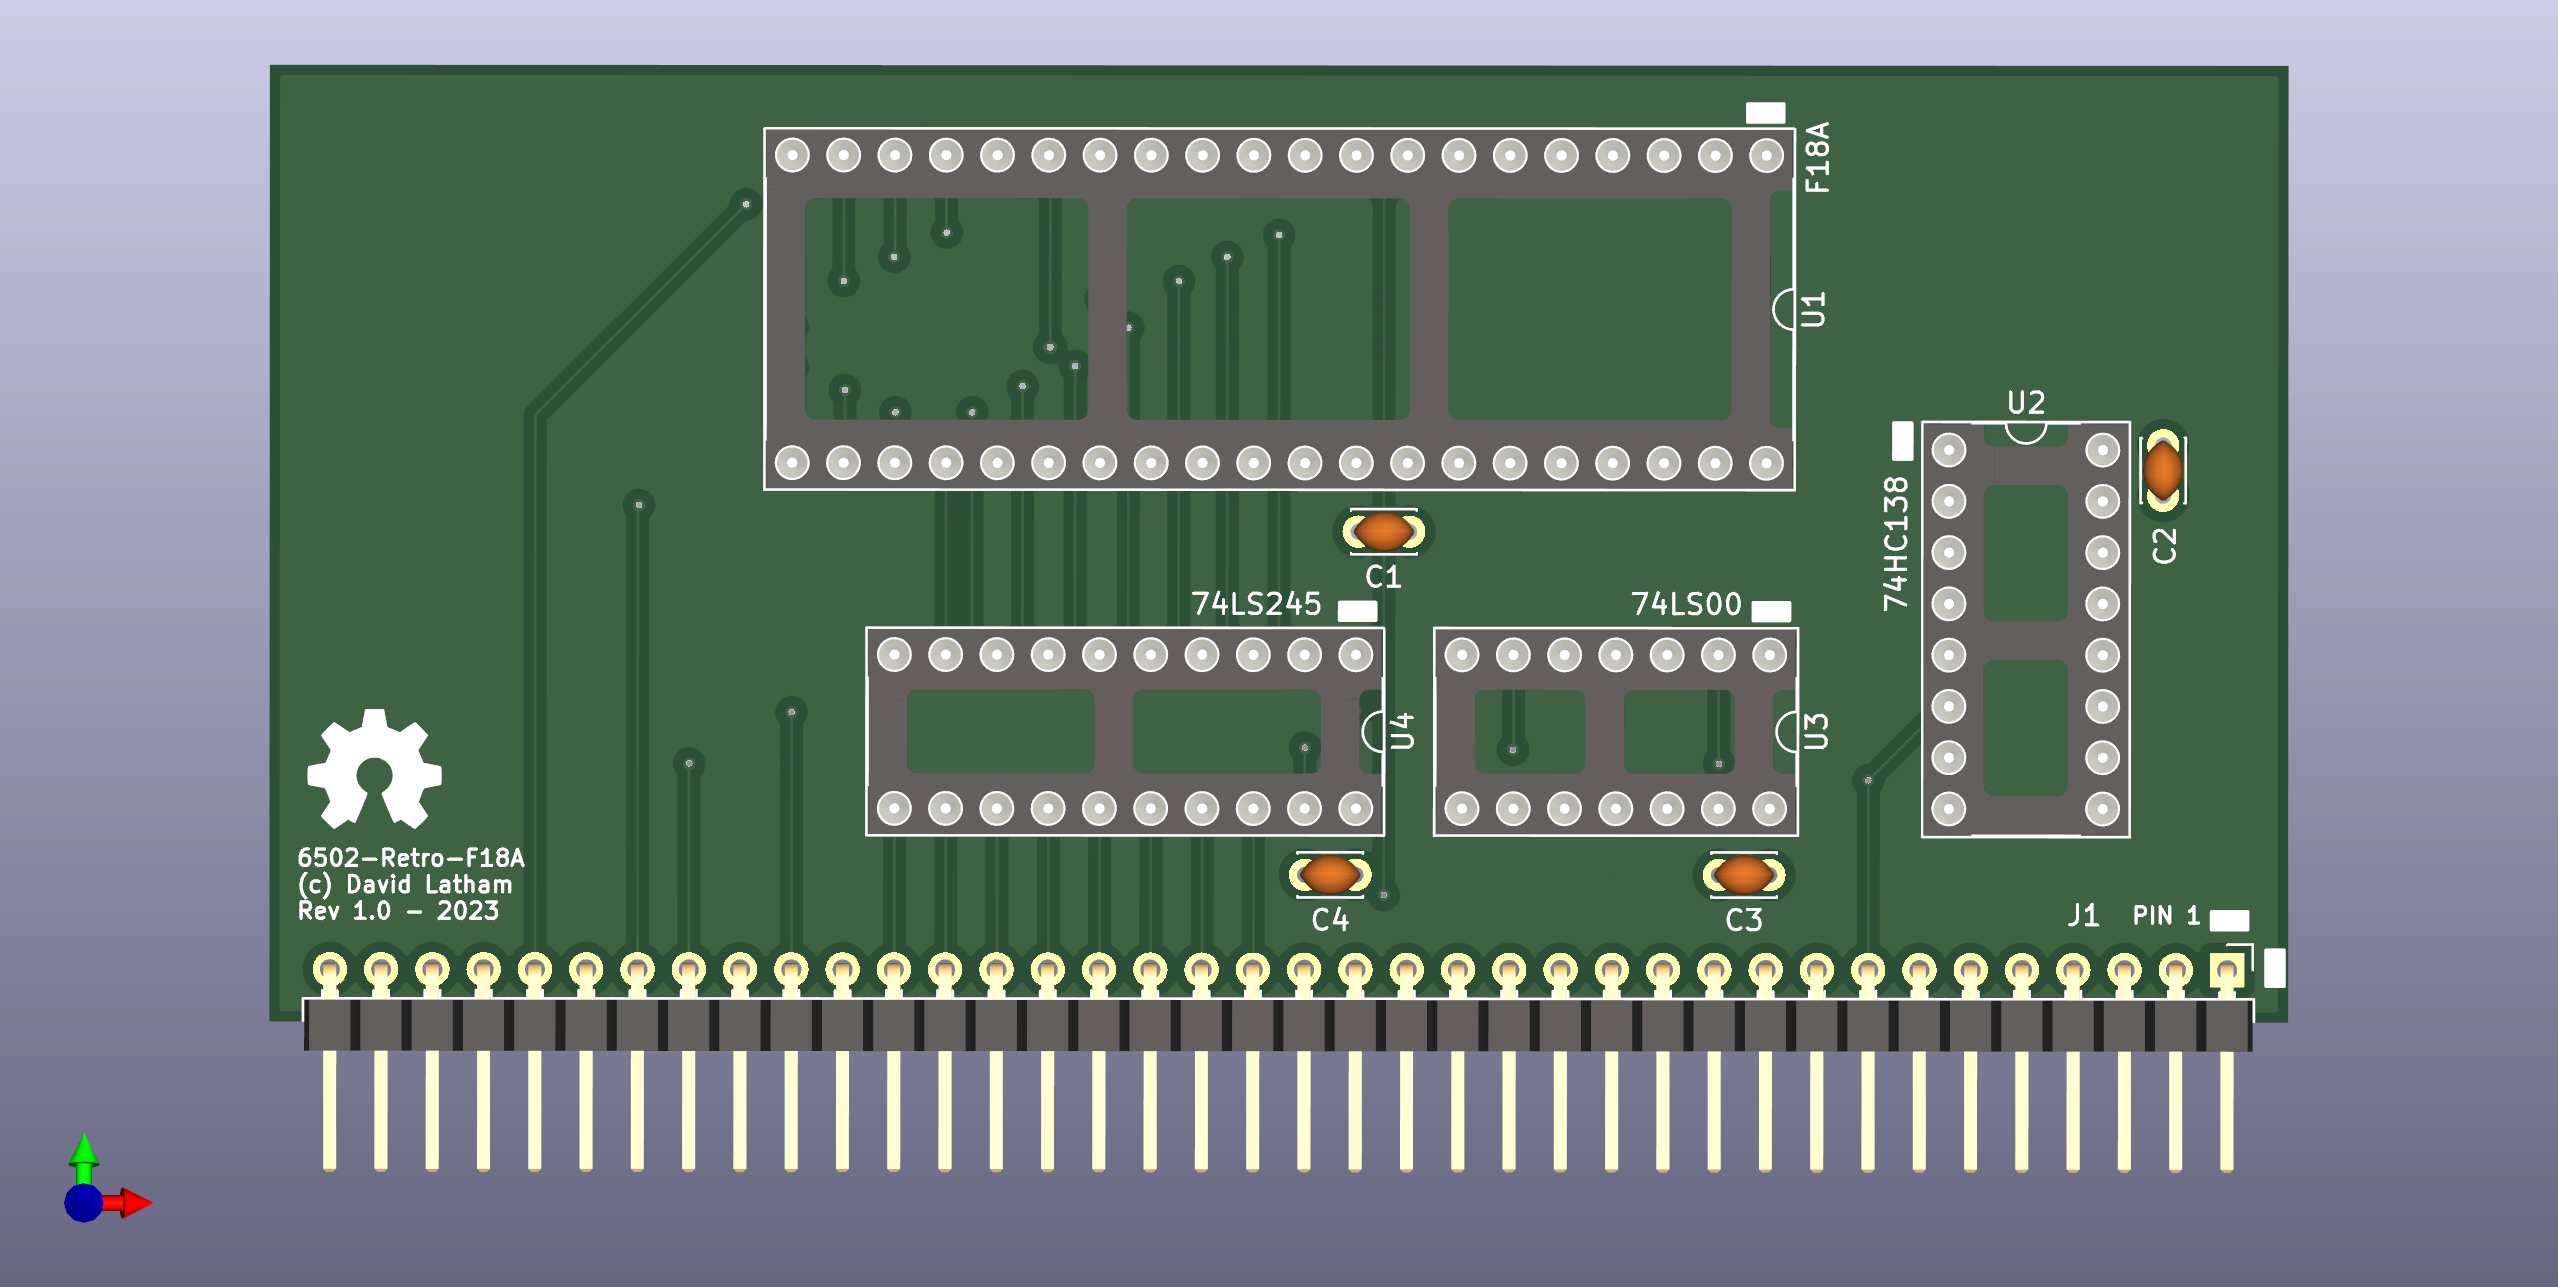 F18A
U1
U2
74HC138
C2
C1
74LS245
74LS00
U4
U3
6502-Retro-F18A
(c) David Latham
Rev 1.0 - 2023
C4
C3
J1
PIN 1